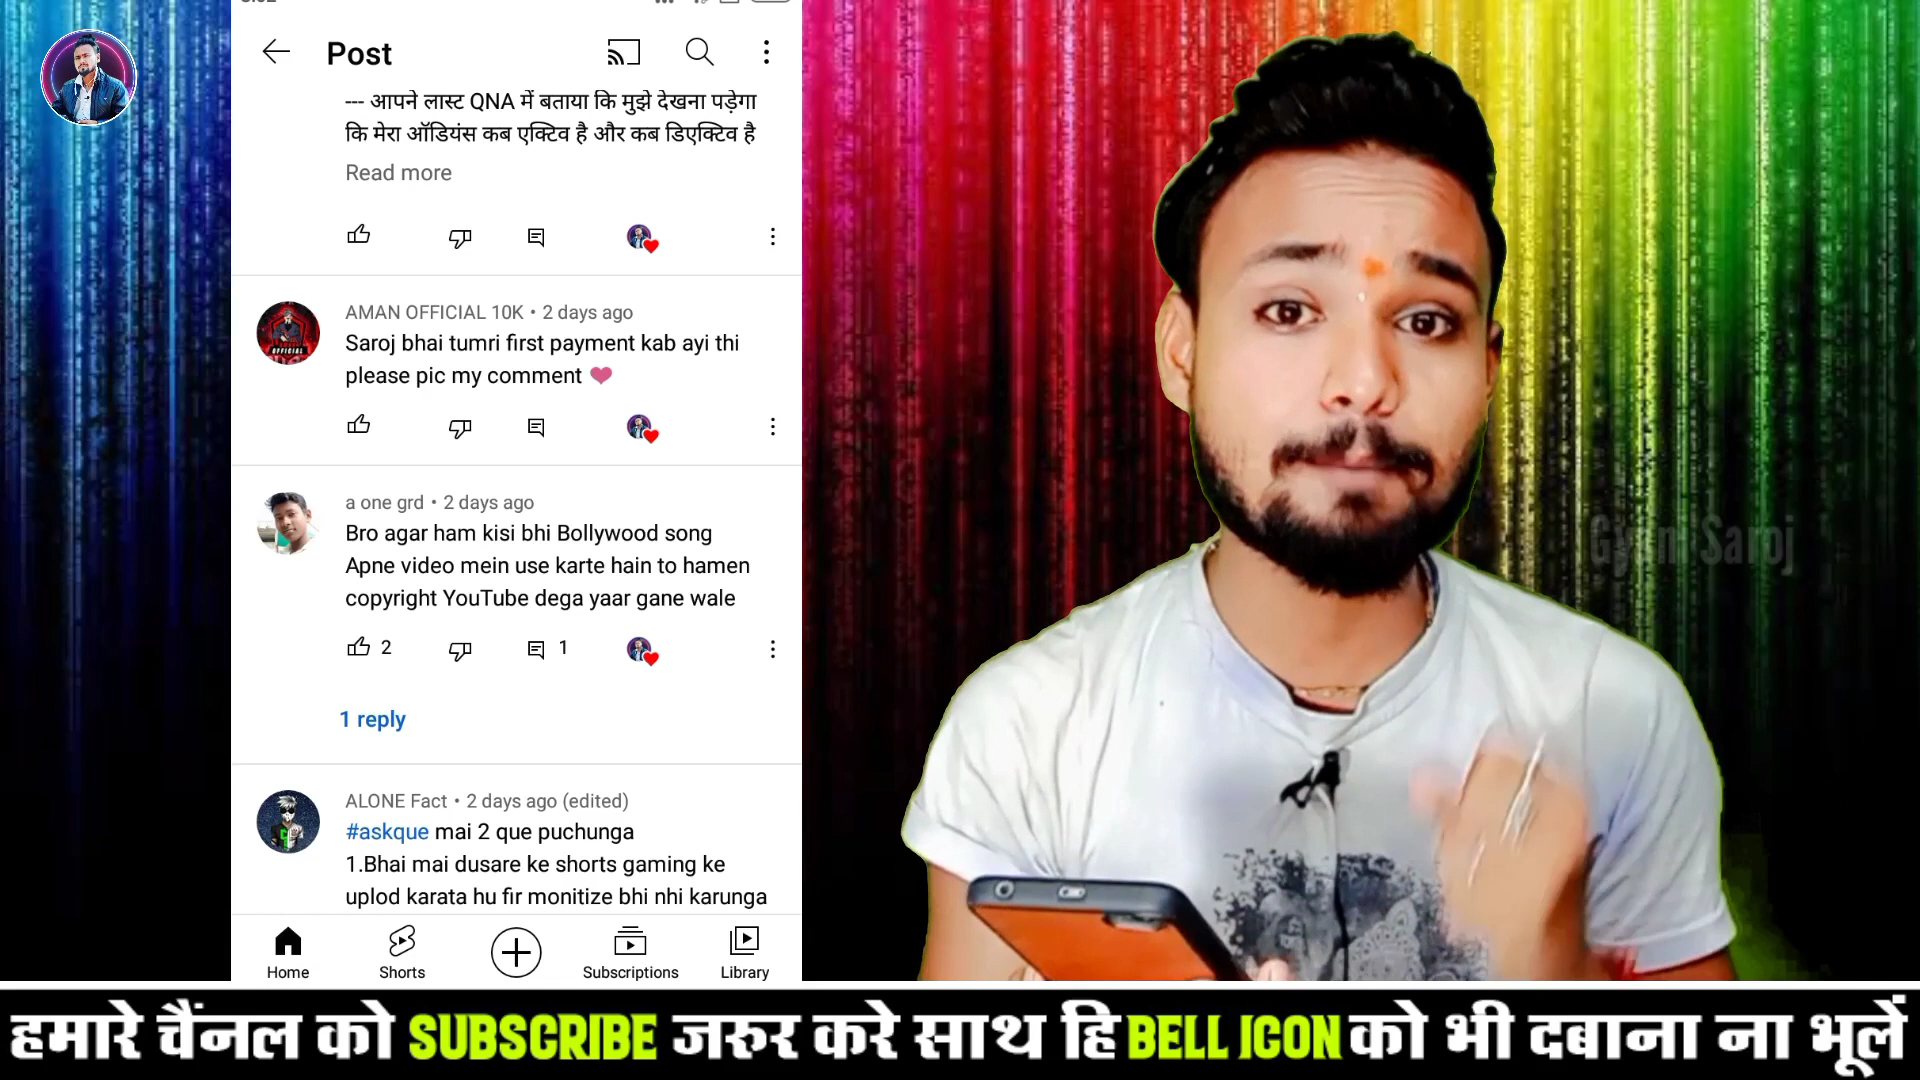 Post
--- आपने लास्ट QNA में बताया कि मुझे देखना पड़ेगा
कि मेरा ऑडियंस कब एक्टिव है और कब डिएक्टिव है
Read more
AMAN OFFICIAL 10K • 2 days ago
Saroj bhai tumri first payment kab ayi thi
please pic my comment
OFFICIAL
a one grd • 2 days ago
Bro agar ham kisi bhi Bollywood song
Apne video mein use karte hain to hamen
copyright YouTube dega yaar gane wale
2
1
1 reply
ALONE Fact • 2 days ago (edited)
#askque mai 2 que puchunga
1.Bhai mai dusare ke shorts gaming ke
uplod karata hu fir monitize bhi nhi karunga
Home
Shorts
Subscriptions
Library
Gyan Saroj
हमारे चैंनल को SUBSCRIBE जरुर करे साथ हि BELL ICON को भी दबाना ना भूलें